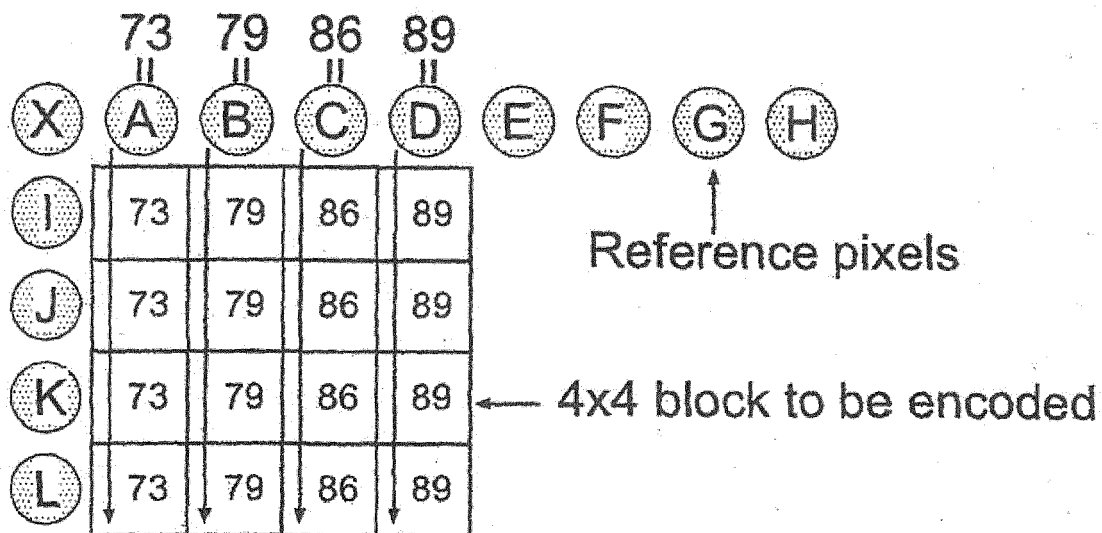 73 79 86 89
X A B C D E F G H
I 73 79 86 89
Reference pixels
J 73 79 86 89
K 73 79 86 89 4x4 block to be encoded
L 73 79 86 89